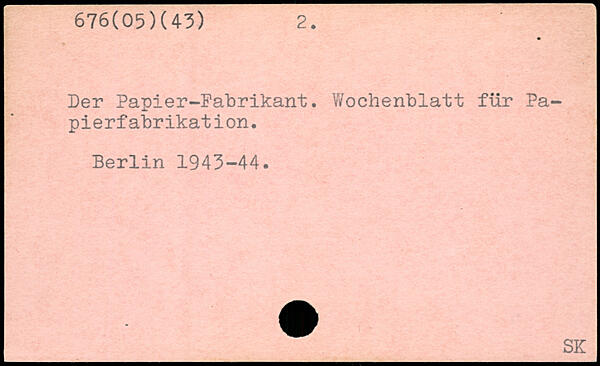 676(05)(43) 2.
Der Papier-Fabrikant. Wochenblatt für Pa-
pierfabrikation.
Berlin 1943-44.
SK